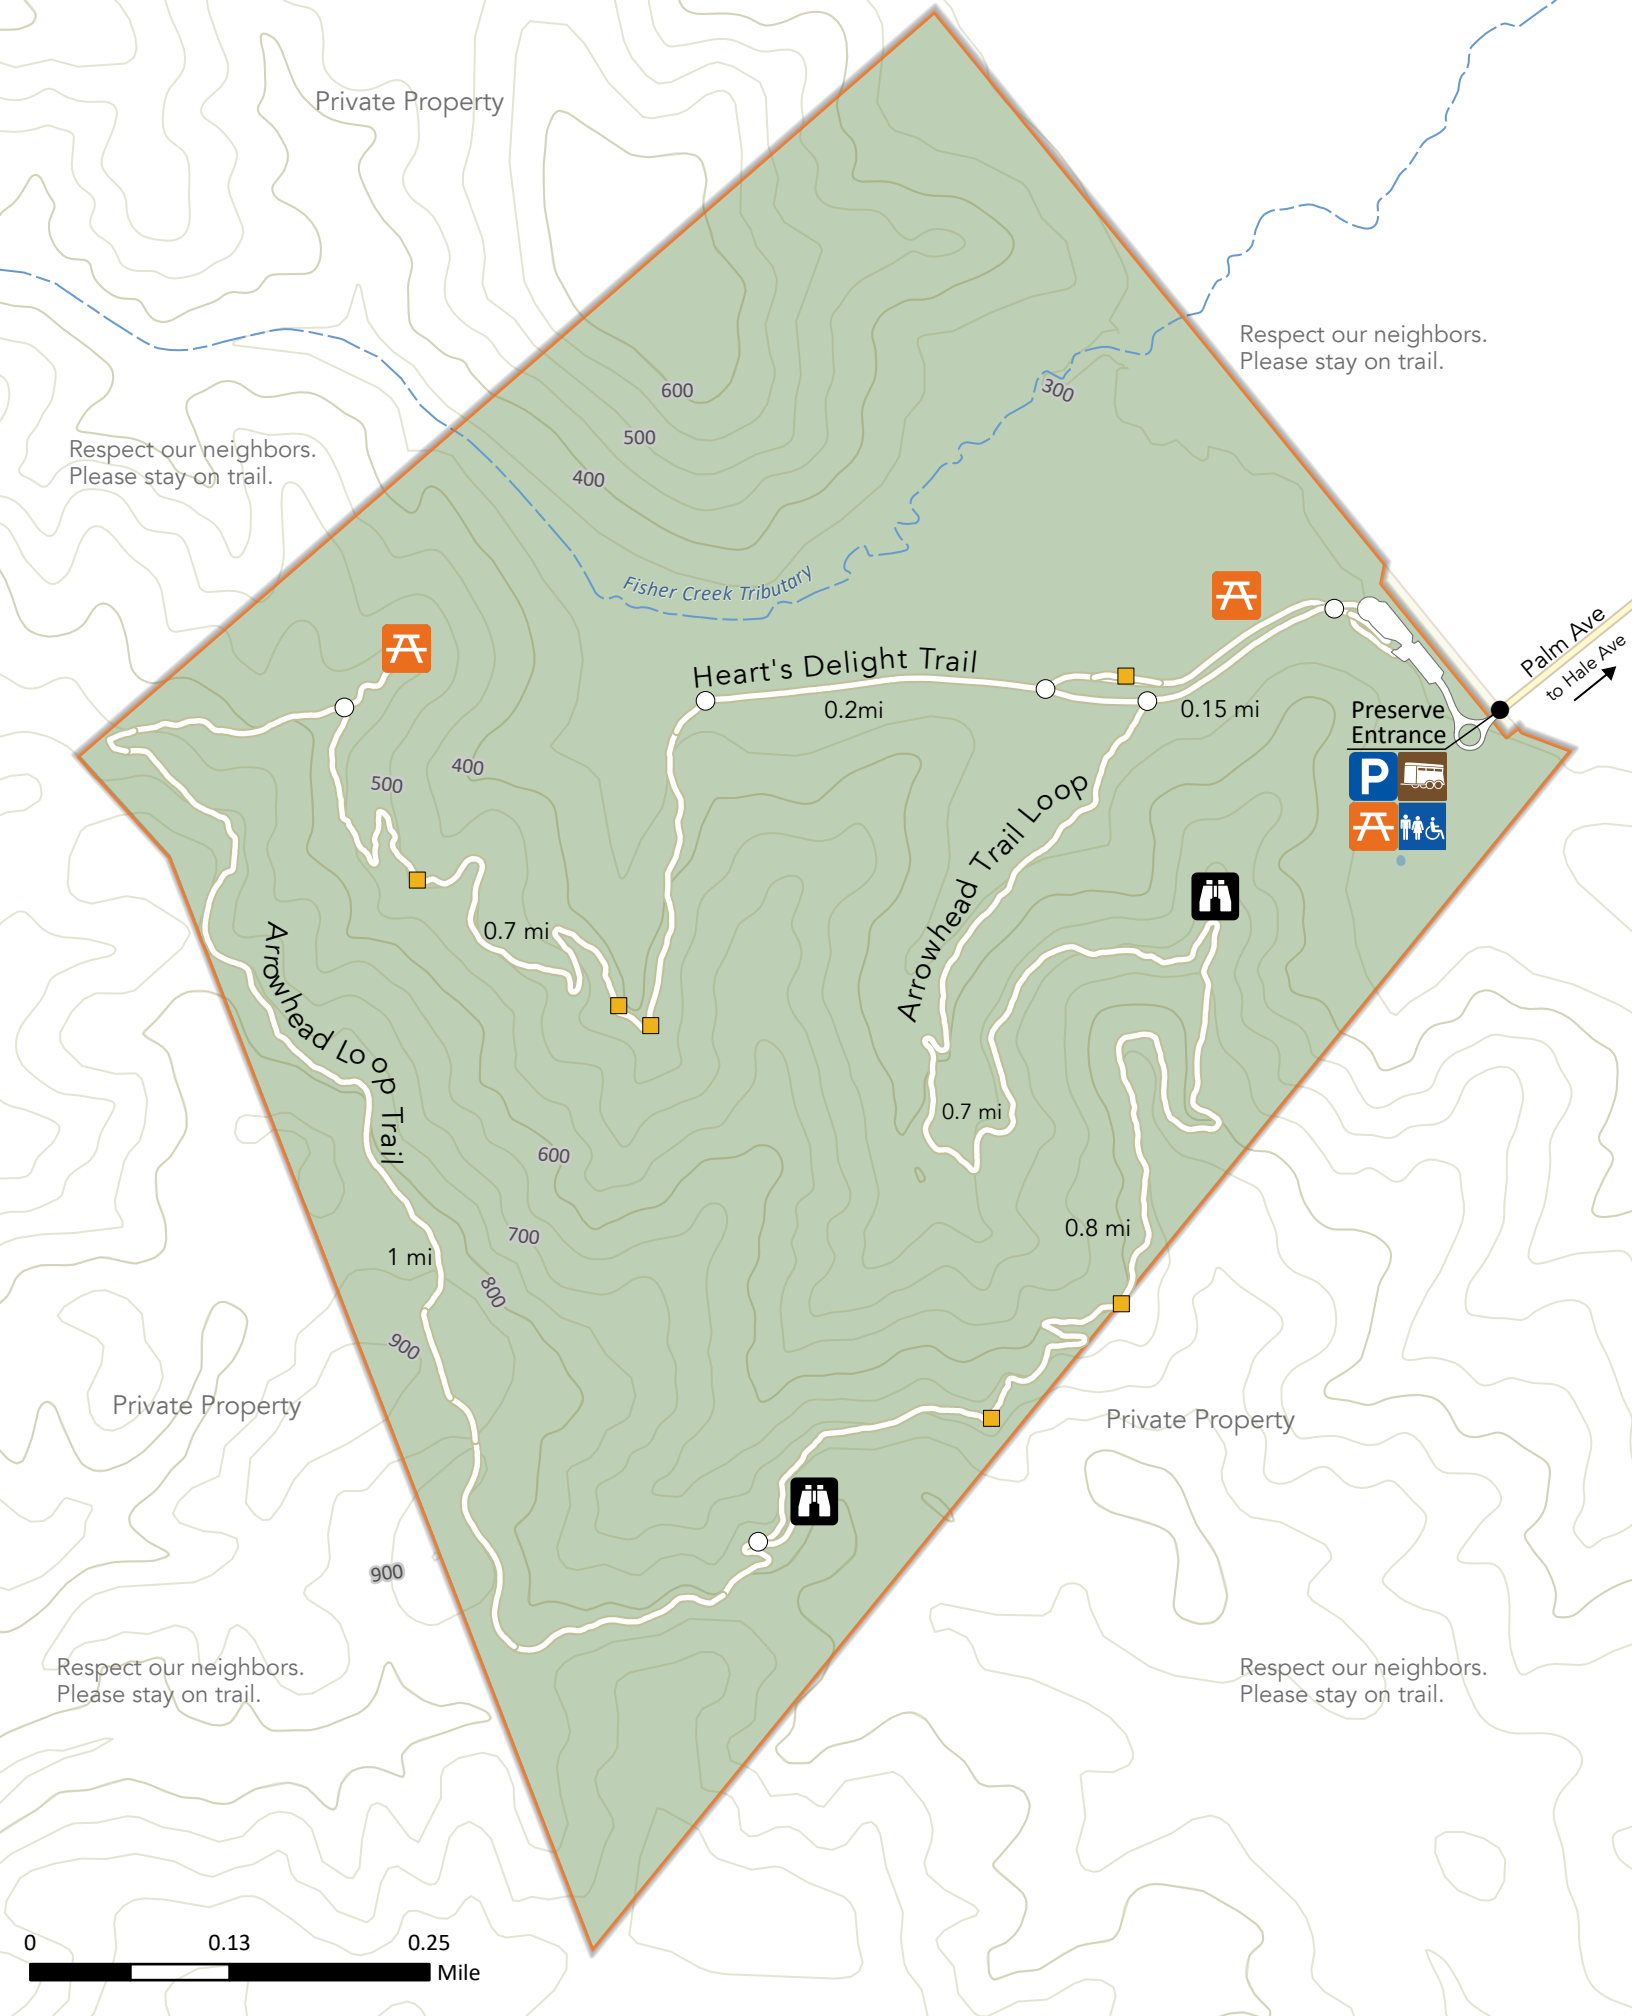 Private Property
Respect our neighbors.
Please stay on trail.
600
300
500
Respect our neighbors.
Please stay on trail.
400
Fisher Creek Tributary
Palm Ave
to Hale Ave
Heart's Delight Trail
0.2mi
0.15 mi
Preserve
Entrance
P
400
500
Arrowhead Trail Loop
0.7 mi
Arrowhead Loop Trail
0.7 mi
600
0.8 mi
700
1 mi
800
900
Private Property
Private Property
900
Respect our neighbors.
Please stay on trail.
Respect our neighbors.
Please stay on trail.
0 0.13 0.25
Mile